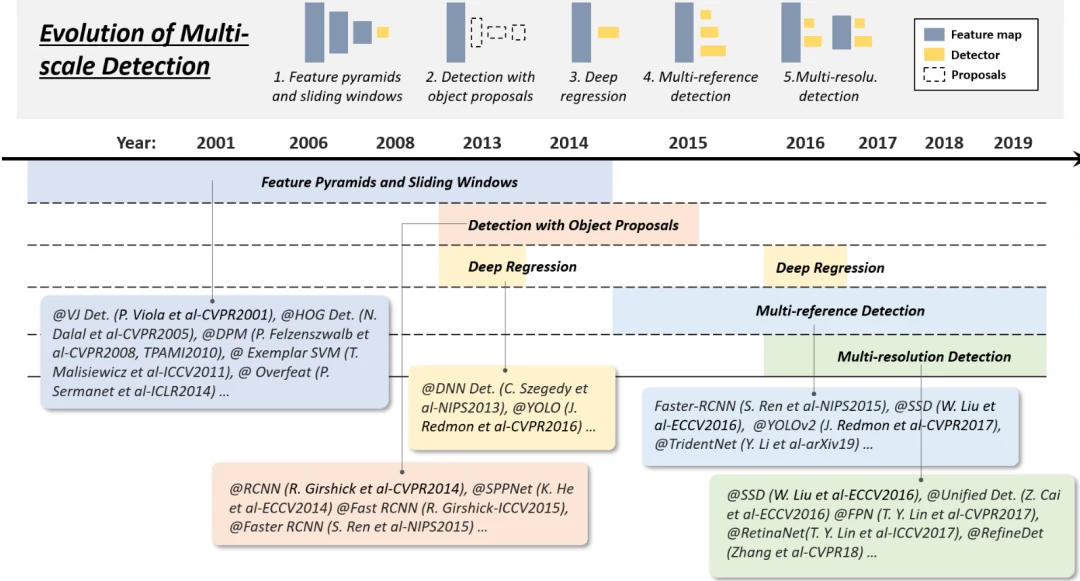 Evolution of Multi-
scale Detection
1. Feature pyramids
and sliding windows
2. Detection with
object proposals
3. Deep
regression
4. Multi-reference
detection
5.Multi-resolu.
detection
Feature map
Detector
Proposals
Year: 2001 2006 2008 2013 2014 2015 2016 2017 2018 2019
Feature Pyramids and Sliding Windows
Detection with Object Proposals
Deep Regression Deep Regression
Multi-reference Detection
Multi-resolution Detection
@VJ Det. (P. Viola et-CVPR2001), @HOG Det. (N.
Dalal et-CVPR2005), @DPM (P. Felzenszwalb et
al-CVPR2008, TPAMI2010), @ Exemplar SVM (T.
Malisiewicz et al-ICCV2011), @ Overfeat (P.
Sermanet et al-ICLR2014) ...
@DNN Det. (C. Szegedy et
al-NIPS2013), @YOLO (J.
Redmon et al-CVPR2016) ...
Faster-RCNN (S. Ren et al-NIPS2015), @SSD (W. Liu et
al-ECCV2016), @YOLOv2 (J. Redmon et al-CVPR2017),
@TridentNet (Y. Li et al-arXiv19) ...
@RCNN (R. Girshick et al-CVPR2014), @SPPNet (K. He
et al-ECCV2014) @Fast RCNN (R. Girshick-ICCV2015),
@Faster RCNN (S. Ren et al-NIPS2015) ...
@SSD (W. Liu et al-ECCV2016), @Unified Det. (Z. Cai
et al-ECCV2016) @FPN (T. Y. Lin et al-CVPR2017),
@RetinaNet(T. Y. Lin et al-ICCV2017), @RefineDet
(Zhang et al-CVPR18) ...